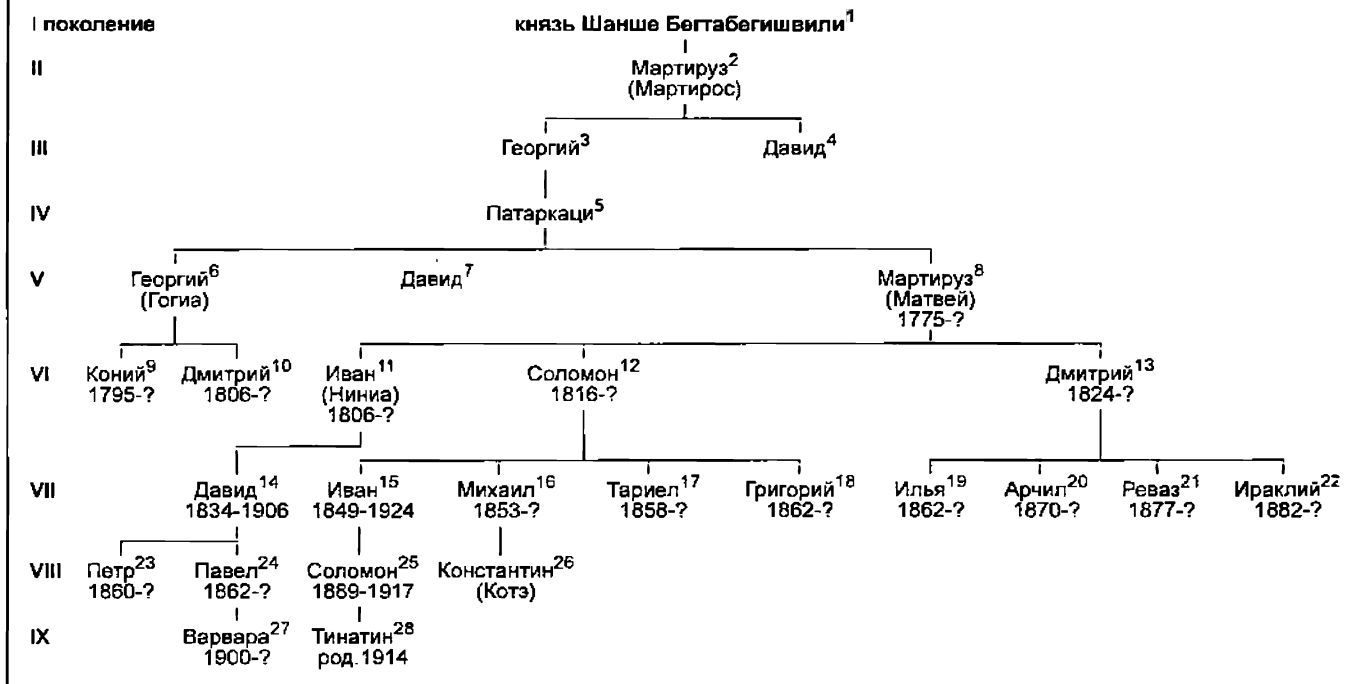 I поколение князь Шанше Бегтабегишвили¹
II Мартируз²
(Мартирос)
III Георгий³ Давид⁴
IV Патаркаци⁵
V Георгий⁶ Давид⁷ Мартируз⁸
(Гогиа) (Матвей)
1775-?
VI Коний⁹ Дмитрий¹⁰ Иван¹¹ Соломон¹² Дмитрий¹³
1795-? 1806-? (Ниниа) 1816-? 1824-?
1806-?
VII Давид¹⁴ Иван¹⁵ Михаил¹⁶ Тариел¹⁷ Григорий¹⁸ Илья¹⁹ Арчил²⁰ Реваз²¹ Ираклий²²
1834-1906 1849-1924 1853-? 1858-? 1862-? 1862-? 1870-? 1877-? 1882-?
VIII Петр²³ Павел²⁴ Соломон²⁵ Константин²⁶
1860-? 1862-? 1889-1917 (Котэ)
IX Варвара²⁷ Тинатин²⁸
1900-? род.1914